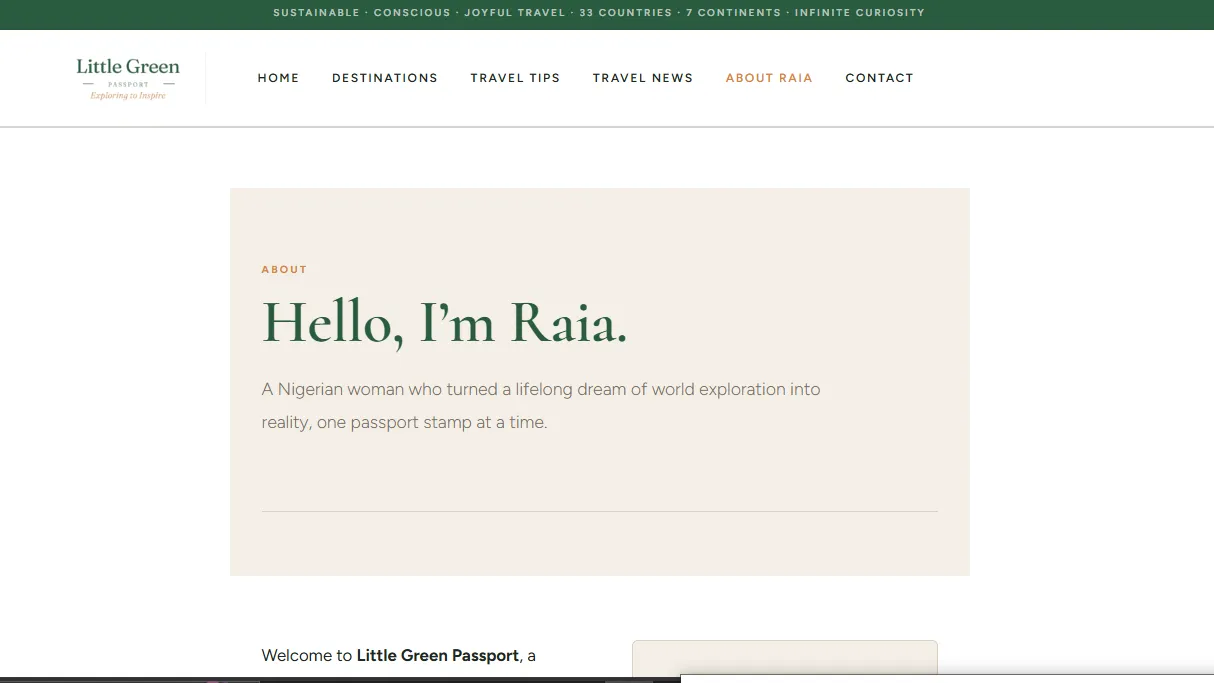 SUSTAINABLE · CONSCIOUS · JOYFUL TRAVEL · 33 COUNTRIES · 7 CONTINENTS · INFINITE CURIOSITY
Little Green
PASSPORT
Exploring to Inspire
HOME DESTINATIONS TRAVEL TIPS TRAVEL NEWS ABOUT RAIA CONTACT
ABOUT
Hello, I’m Raia.
A Nigerian woman who turned a lifelong dream of world exploration into
reality, one passport stamp at a time.
Welcome to Little Green Passport, a